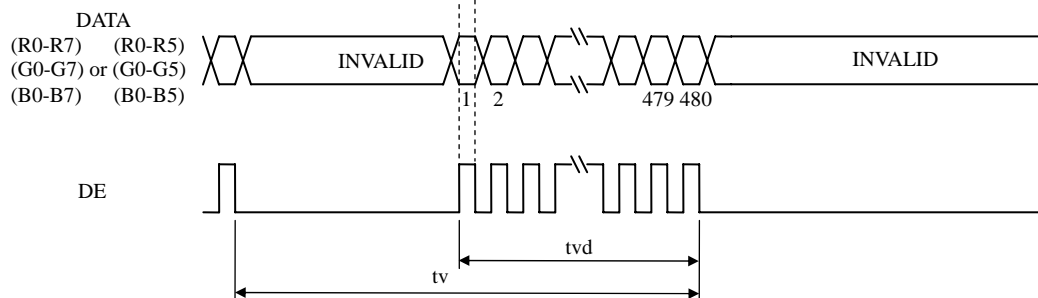 DATA
(R0-R7) (R0-R5)
(G0-G7) or (G0-G5)
(B0-B7) (B0-B5)
INVALID
INVALID
1 2 479 480
DE
tvd
tv